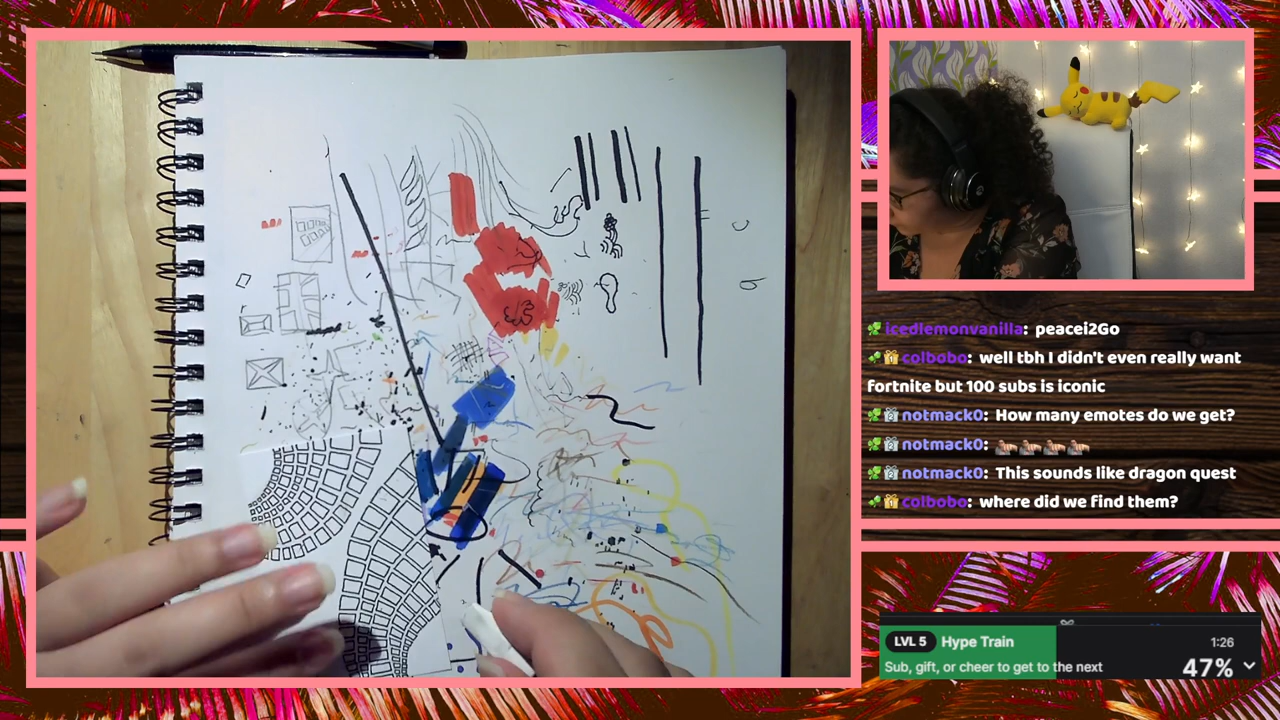 icedlemonvanilla: peacei2Go
colbobo: well tbh I didn't even really want
fortnite but 100 subs is iconic
notmack0: How many emotes do we get?
notmack0:
notmack0: This sounds like dragon quest
colbobo: where did we find them?
LVL 5 Hype Train 1:26
Sub, gift, or cheer to get to the next 47%